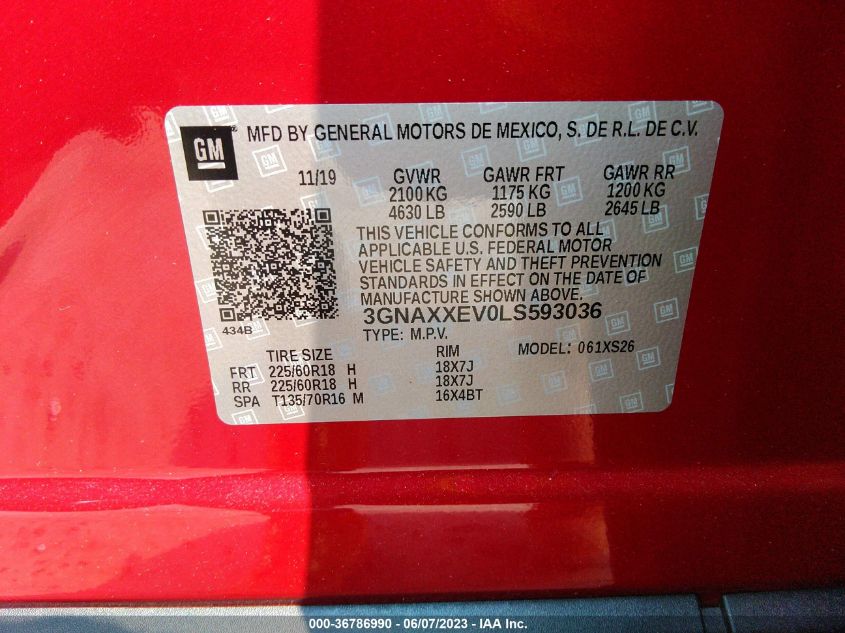 GM
MFD BY GENERAL MOTORS DE MEXICO, S. DE R.L. DE C.V.
11/19 GVWR GAWR FRT GAWR RR
2100 KG 1175 KG 1200 KG
4630 LB 2590 LB 2645 LB
THIS VEHICLE CONFORMS TO ALL
APPLICABLE U.S. FEDERAL MOTOR
VEHICLE SAFETY AND THEFT PREVENTION
STANDARDS IN EFFECT ON THE DATE OF
MANUFACTURE SHOWN ABOVE.
434B
3GNAXXEV0LS593036
TYPE: M.P.V.
TIRE SIZE RIM MODEL: 061XS26
FRT 225/60R18 H 18X7J
RR 225/60R18 H 18X7J
SPA T135/70R16 M 16X4BT
000-36786990 - 06/07/2023 - IAA Inc.